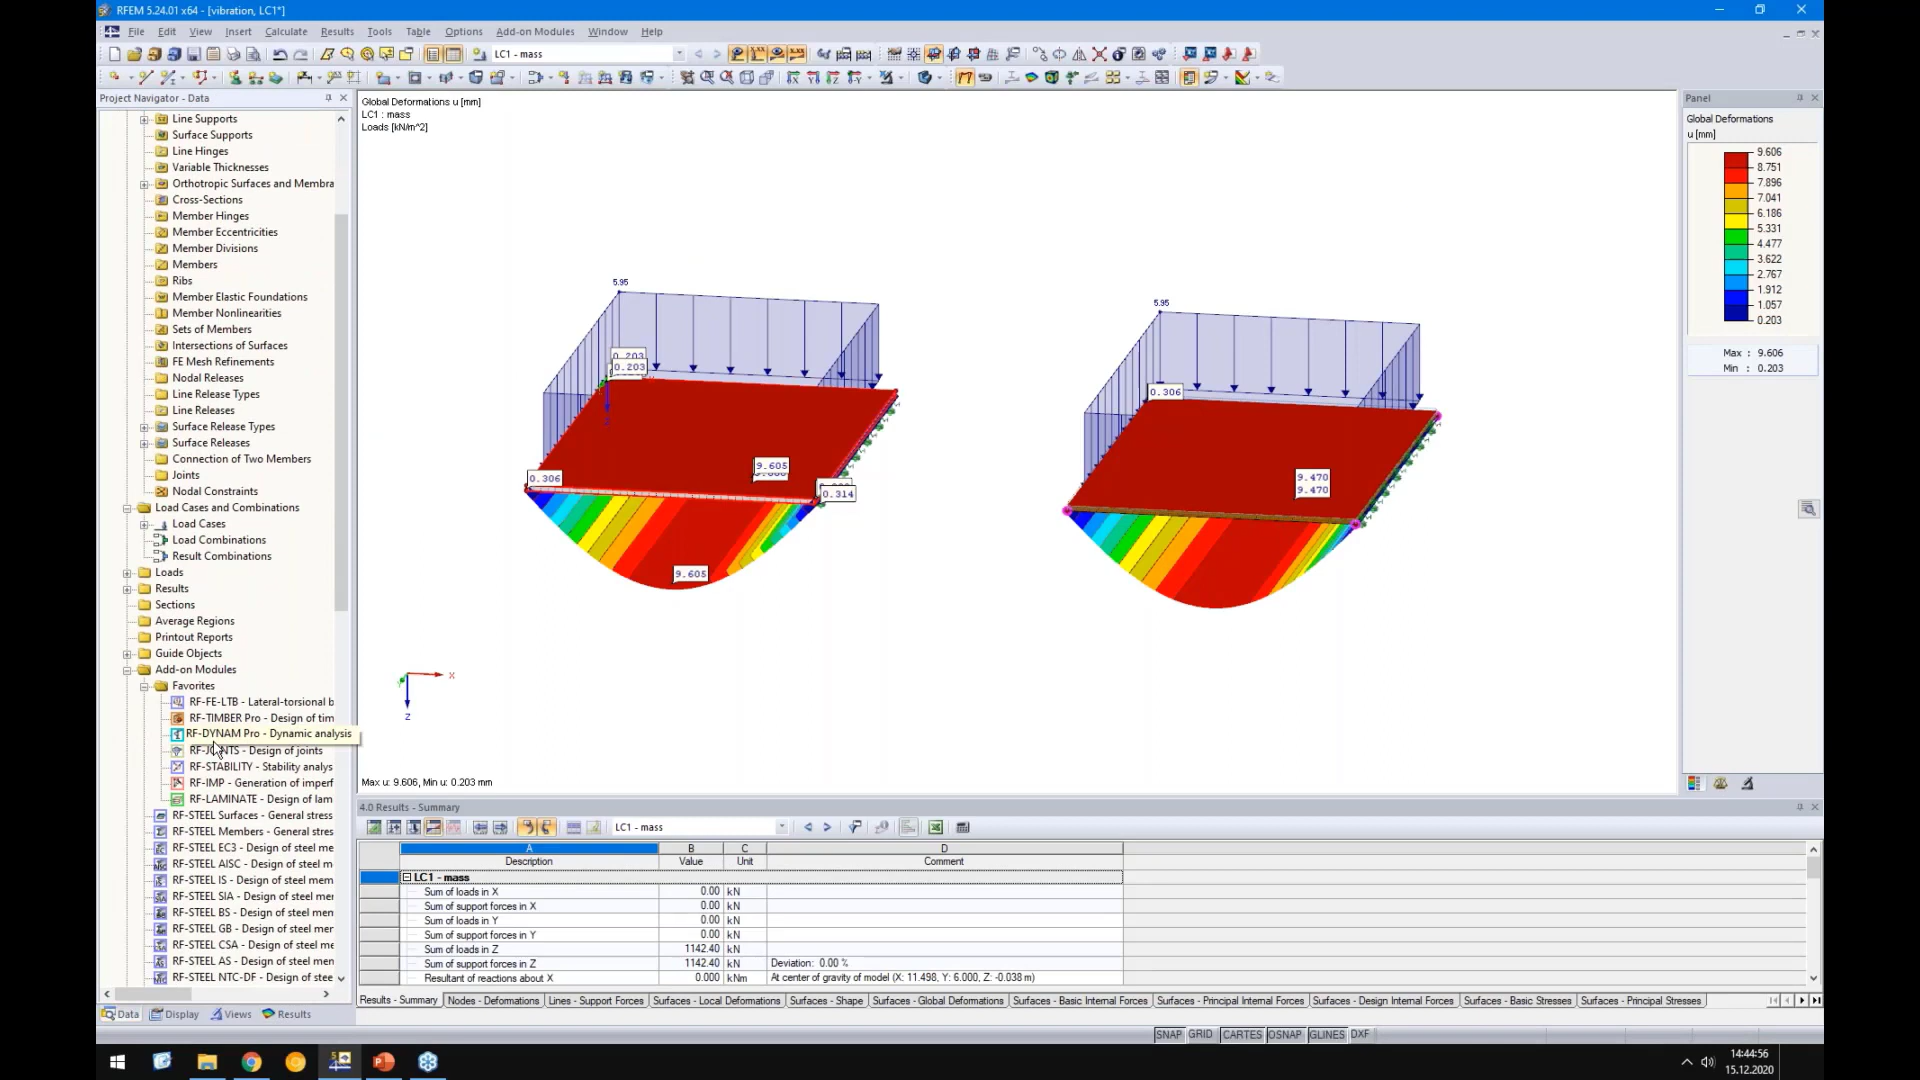 RFEM 5.24.01 x64 - [vibration, LC1*]
File Edit View Insert Calculate Results Tools Table Options Add-on Modules Window Help
LC1 - mass
Project Navigator - Data
Line Supports
Surface Supports
Line Hinges
Variable Thicknesses
Orthotropic Surfaces and Membra
Cross-Sections
Member Hinges
Member Eccentricities
Member Divisions
Members
Ribs
Member Elastic Foundations
Member Nonlinearities
Sets of Members
Intersections of Surfaces
FE Mesh Refinements
Nodal Releases
Line Release Types
Line Releases
Surface Release Types
Surface Releases
Connection of Two Members
Joints
Nodal Constraints
Load Cases and Combinations
Load Cases
Load Combinations
Result Combinations
Loads
Results
Sections
Average Regions
Printout Reports
Guide Objects
Add-on Modules
Favorites
RF-FE-LTB - Lateral-torsional b
RF-TIMBER Pro - Design of tim
RF-DYNAM Pro - Dynamic analysis
RF-JOINTS - Design of joints
RF-STABILITY - Stability analys
RF-IMP - Generation of imperf
RF-LAMINATE - Design of lam
RF-STEEL Surfaces - General stress
RF-STEEL Members - General stres
RF-STEEL EC3 - Design of steel me
RF-STEEL AISC - Design of steel m
RF-STEEL IS - Design of steel mem
RF-STEEL SIA - Design of steel mem
RF-STEEL BS - Design of steel mem
RF-STEEL GB - Design of steel mem
RF-STEEL CSA - Design of steel me
RF-STEEL AS - Design of steel men
RF-STEEL NTC-DF - Design of stee
Data Display Views Results
Global Deformations u [mm]
LC1 : mass
Loads [kN/m^2]
5.95
0.203
0.203
0.306
9.605
0.314
9.605
5.95
0.306
9.470
9.470
X
Z
Max u: 9.606, Min u: 0.203 mm
Panel
Global Deformations
u [mm]
9.606
8.751
7.896
7.041
6.186
5.331
4.477
3.622
2.767
1.912
1.057
0.203
Max : 9.606
Min : 0.203
4.0 Results - Summary
LC1 - mass
A B C D
Description Value Unit Comment
LC1 - mass
Sum of loads in X 0.00 kN
Sum of support forces in X 0.00 kN
Sum of loads in Y 0.00 kN
Sum of support forces in Y 0.00 kN
Sum of loads in Z 1142.40 kN
Sum of support forces in Z 1142.40 kN Deviation: 0.00 %
Resultant of reactions about X 0.000 kNm At center of gravity of model (X: 11.498, Y: 6.000, Z: -0.038 m)
Results - Summary Nodes - Deformations Lines - Support Forces Surfaces - Local Deformations Surfaces - Shape Surfaces - Global Deformations Surfaces - Basic Internal Forces Surfaces - Principal Internal Forces Surfaces - Design Internal Forces Surfaces - Basic Stresses Surfaces - Principal Stresses
SNAP GRID CARTES OSNAP GLINES DXF
14:44:56
15.12.2020